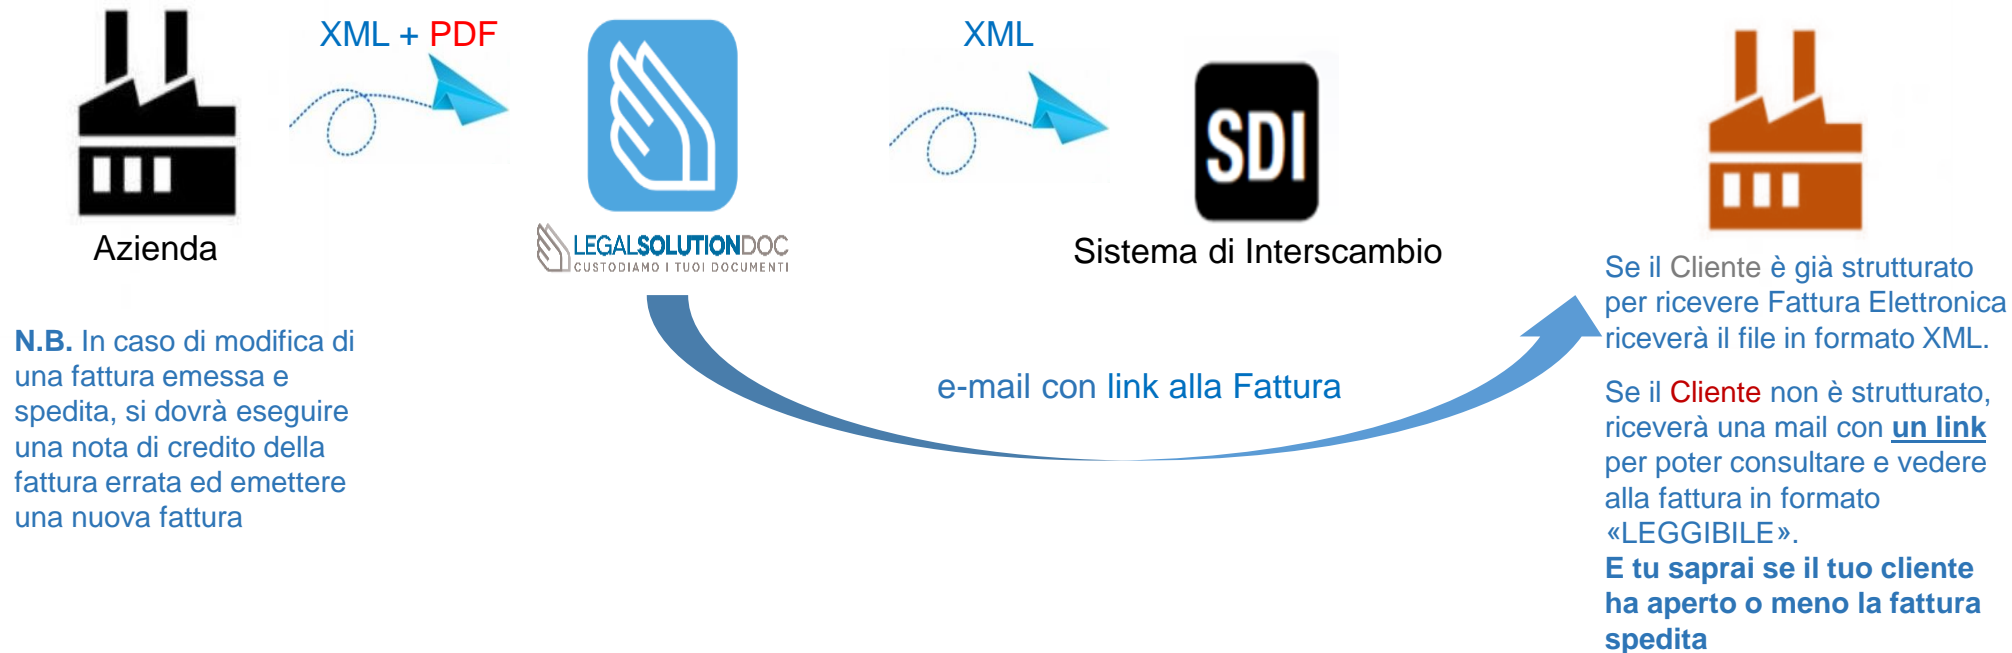 XML + PDF
XML
SDI
Azienda
LEGALSOLUTIONDOC
CUSTODIAMO I TUOI DOCUMENTI
Sistema di Interscambio
N.B. In caso di modifica di
una fattura emessa e
spedita, si dovrà eseguire
una nota di credito della
fattura errata ed emettere
una nuova fattura
e-mail con link alla Fattura
Se il Cliente è già strutturato
per ricevere Fattura Elettronica
riceverà il file in formato XML.
Se il Cliente non è strutturato,
riceverà una mail con un link
per poter consultare e vedere
alla fattura in formato
«LEGGIBILE».
E tu saprai se il tuo cliente
ha aperto o meno la fattura
spedita